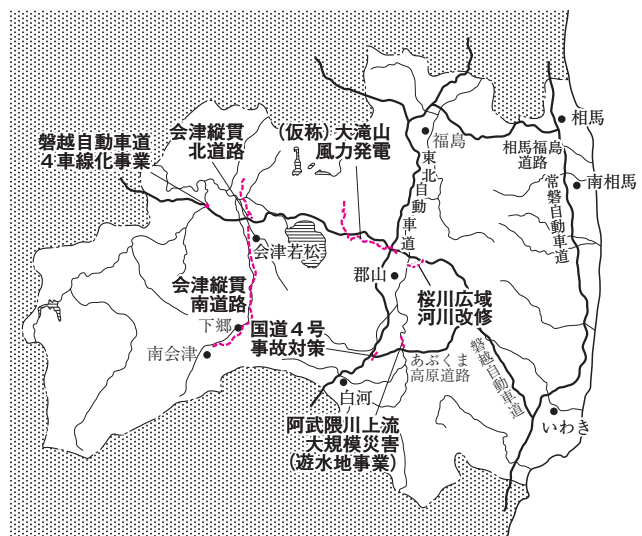 磐越自動車道
４車線化事業
会津縦貫
北道路
(仮称)大滝山
風力発電
福島
相馬
相馬福島
道路
南相馬
東北自動車道
常磐自動車道
会津若松
郡山
桜川広域
河川改修
会津縦貫
南道路
下郷
南会津
国道４号
事故対策
あぶくま
高原道路
磐越自動車道
白河
いわき
阿武隈川上流
大規模災害
(遊水地事業)